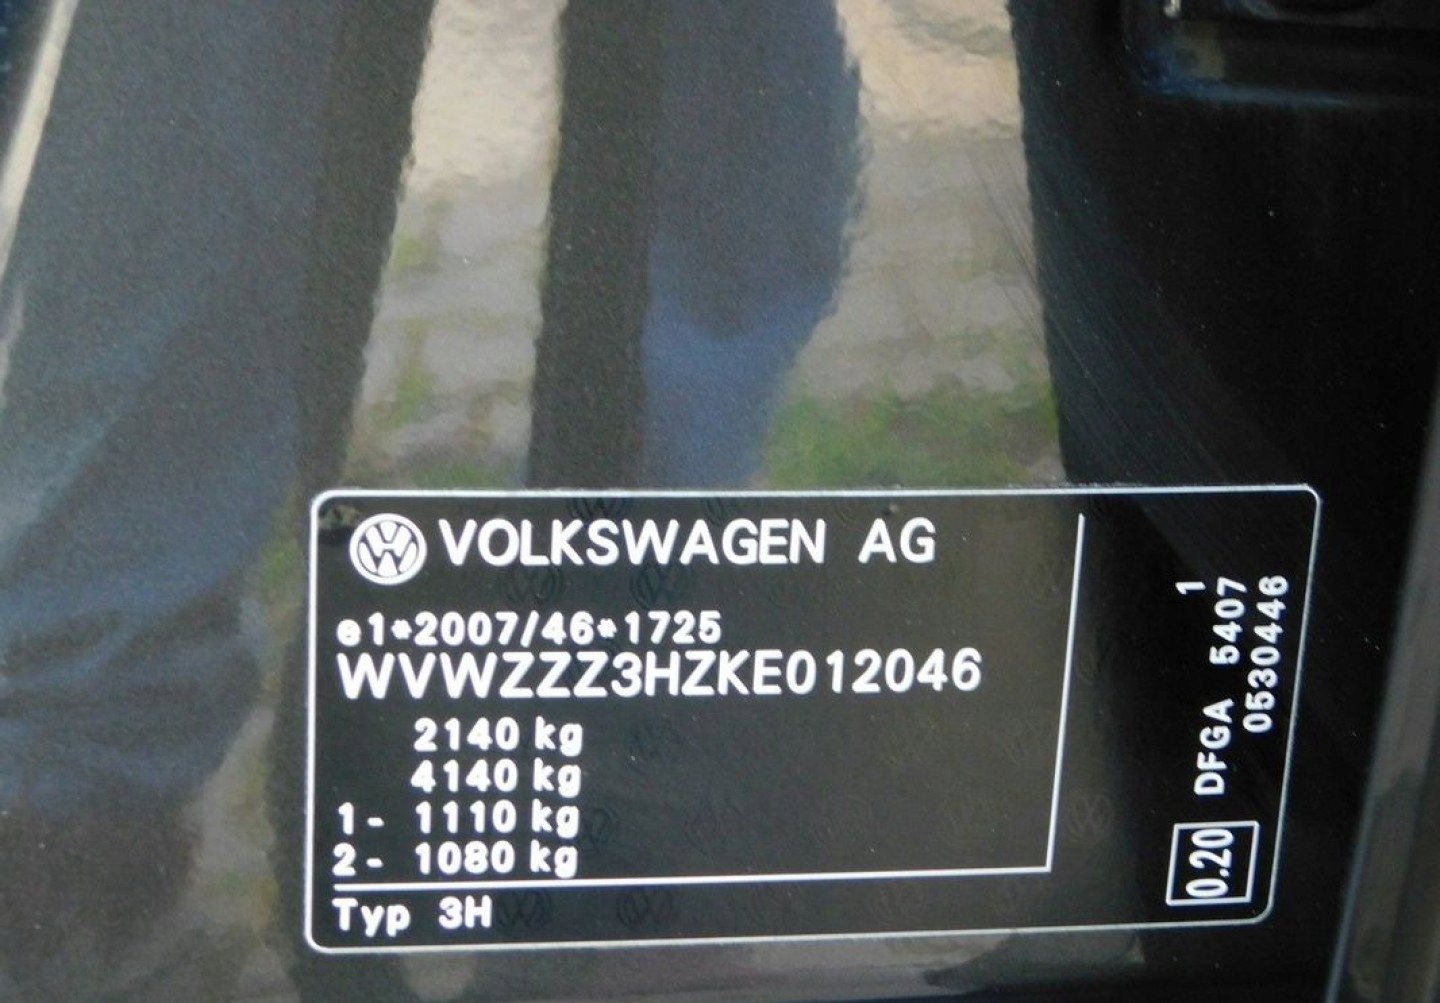 VOLKSWAGEN AG
e1*2007/46*1725
WVWZZZ3HZKE012046
2140 kg
4140 kg
1- 1110 kg
2- 1080 kg
Typ 3H
1
0.20 DFGA 5407
0530446